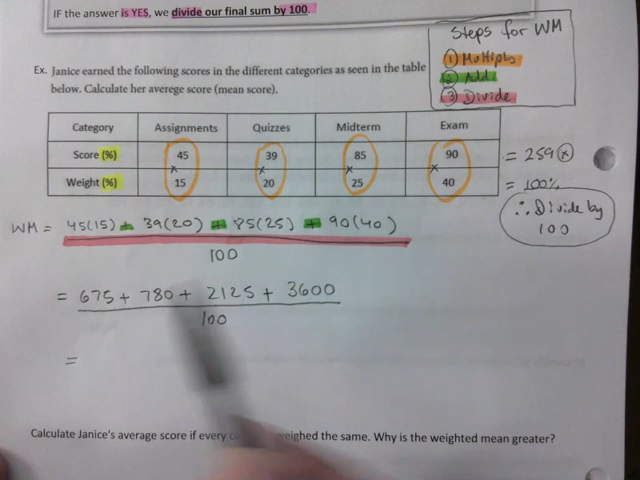 IF the answer is YES, we divide our final sum by 100.
Steps for WM
① Multiply
② Add
③ Divide
Ex. Janice earned the following scores in the different categories as seen in the table
below. Calculate her averege score (mean score).
Category Assignments Quizzes Midterm Exam
Score (%) 45 39 85 90 = 259 ⓧ
x x x x
Weight (%) 15 20 25 40 = 100%
∴ Divide by
100
WM = 45(15) + 39(20) + 85(25) + 90(40)
100
= 675 + 780 + 2125 + 3600
100
=
Calculate Janice's average score if every weighed the same. Why is the weighted mean greater?